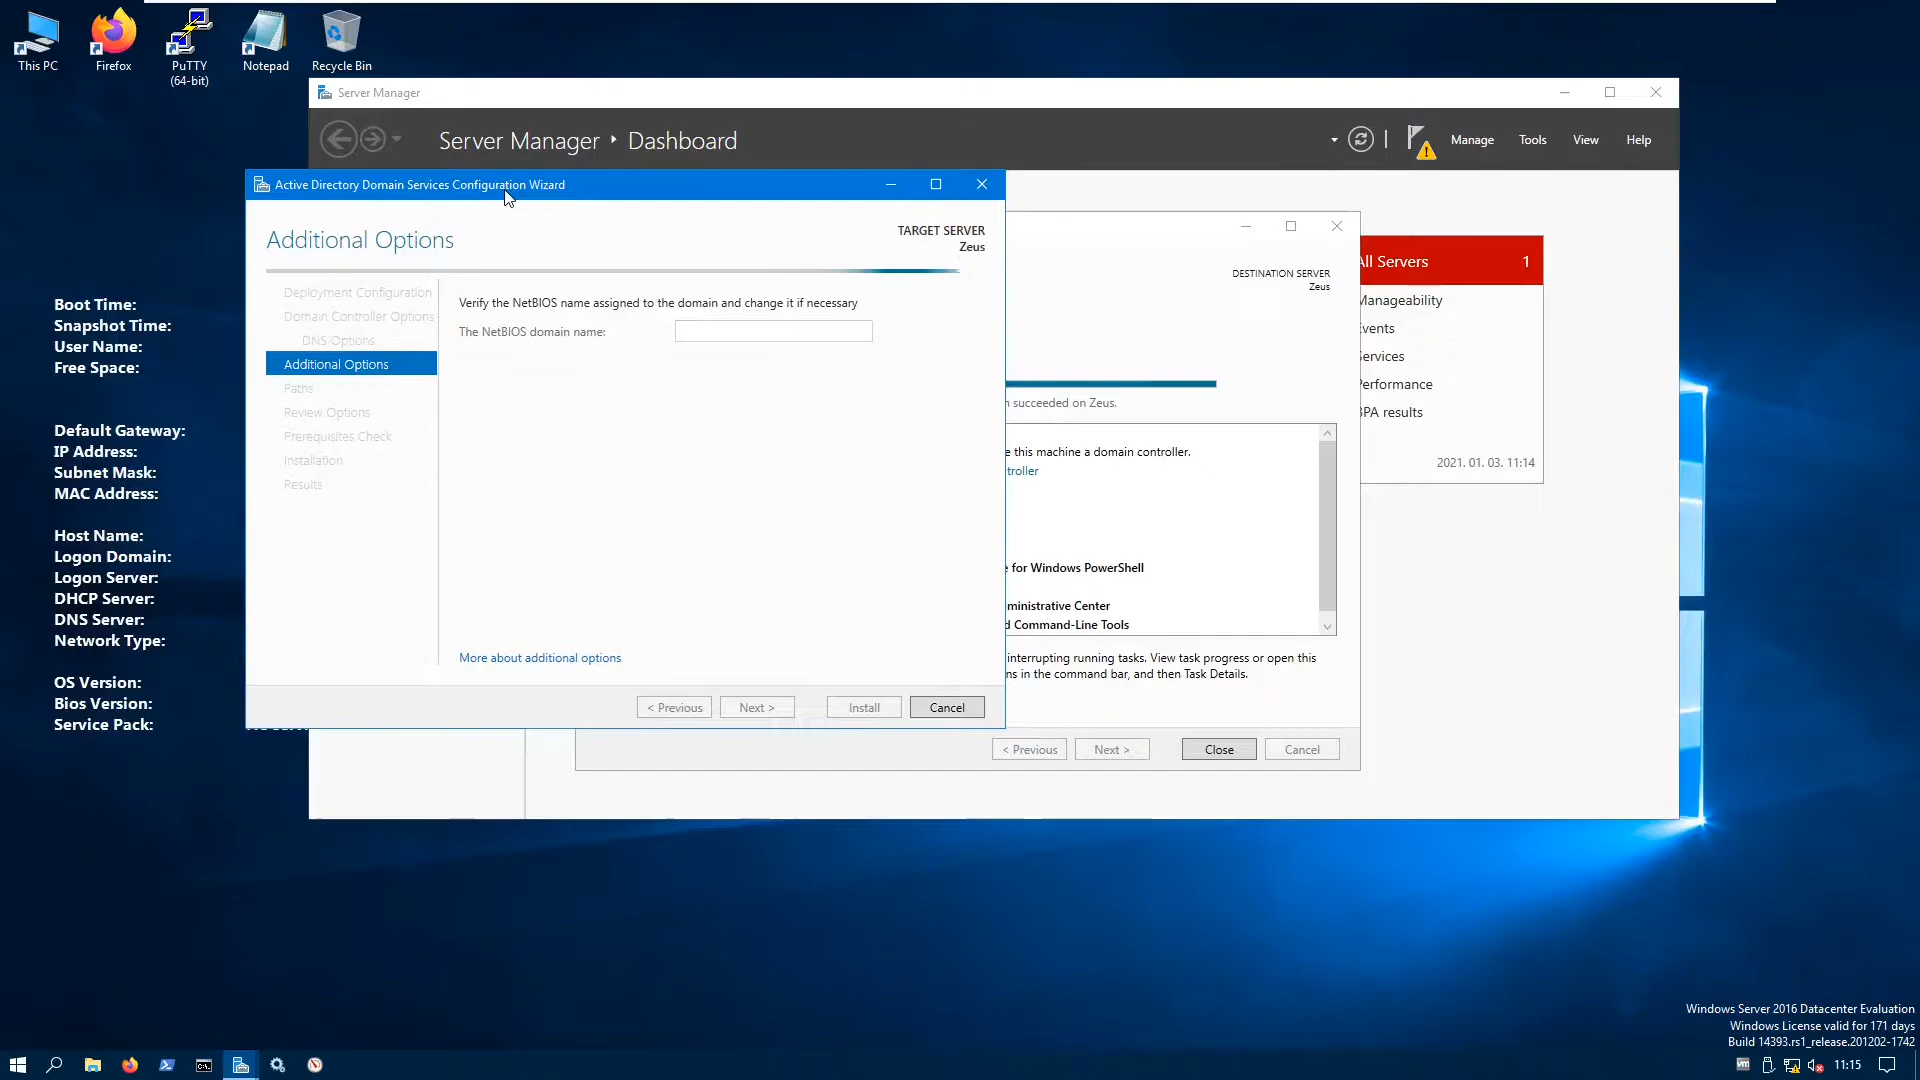 This PC
Firefox
PuTTY
(64-bit)
Notepad
Recycle Bin
Server Manager
Server Manager
Dashboard
Manage
Tools
View
Help
Active Directory Domain Services Configuration Wizard
Additional Options
TARGET SERVER
Zeus
Deployment Configuration
Domain Controller Options
DNS Options
Additional Options
Paths
Review Options
Prerequisites Check
Installation
Results
Verify the NetBIOS name assigned to the domain and change it if necessary
The NetBIOS domain name:
More about additional options
< Previous
Next >
Install
Cancel
DESTINATION SERVER
Zeus
succeeded on Zeus.
this machine a domain controller.
for Windows PowerShell
Command-Line Tools
interrupting running tasks. View task progress or open this
in the command bar, and then Task Details.
< Previous
Next >
Close
Cancel
All Servers
1
Manageability
Events
Services
Performance
BPA results
2021. 01. 03. 11:14
Boot Time:
Snapshot Time:
User Name:
Free Space:
Default Gateway:
IP Address:
Subnet Mask:
MAC Address:
Host Name:
Logon Domain:
Logon Server:
DHCP Server:
DNS Server:
Network Type:
OS Version:
Bios Version:
Service Pack:
Windows Server 2016 Datacenter Evaluation
Windows License valid for 171 days
Build 14393.rs1_release.201202-1742
11:15